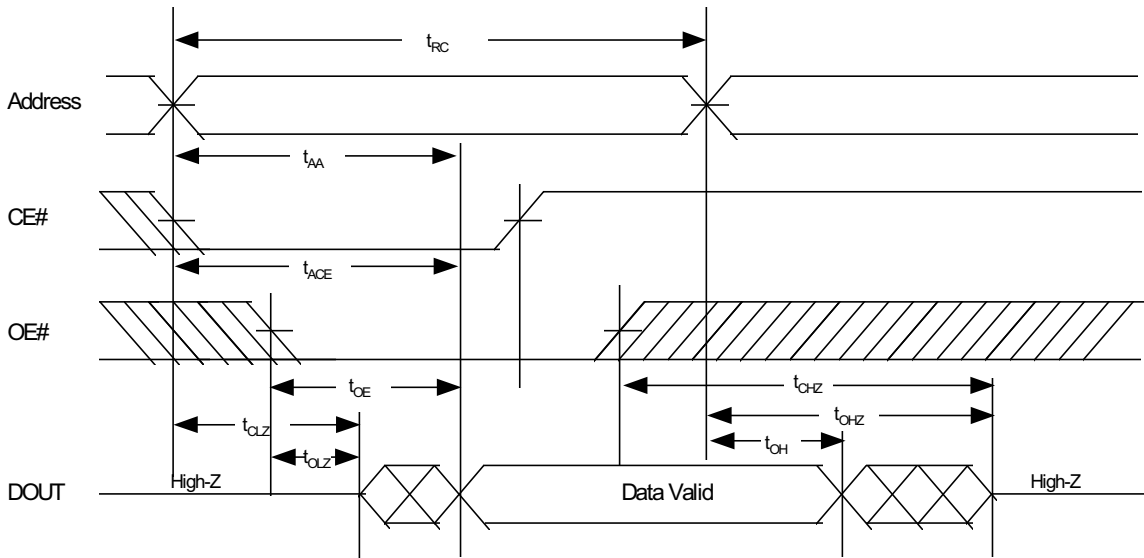 tRC
Address
tAA
CE#
tACE
OE#
tOE
tCHZ
tCLZ
tOHZ
tOLZ
tOH
DOUT
High-Z
Data Valid
High-Z